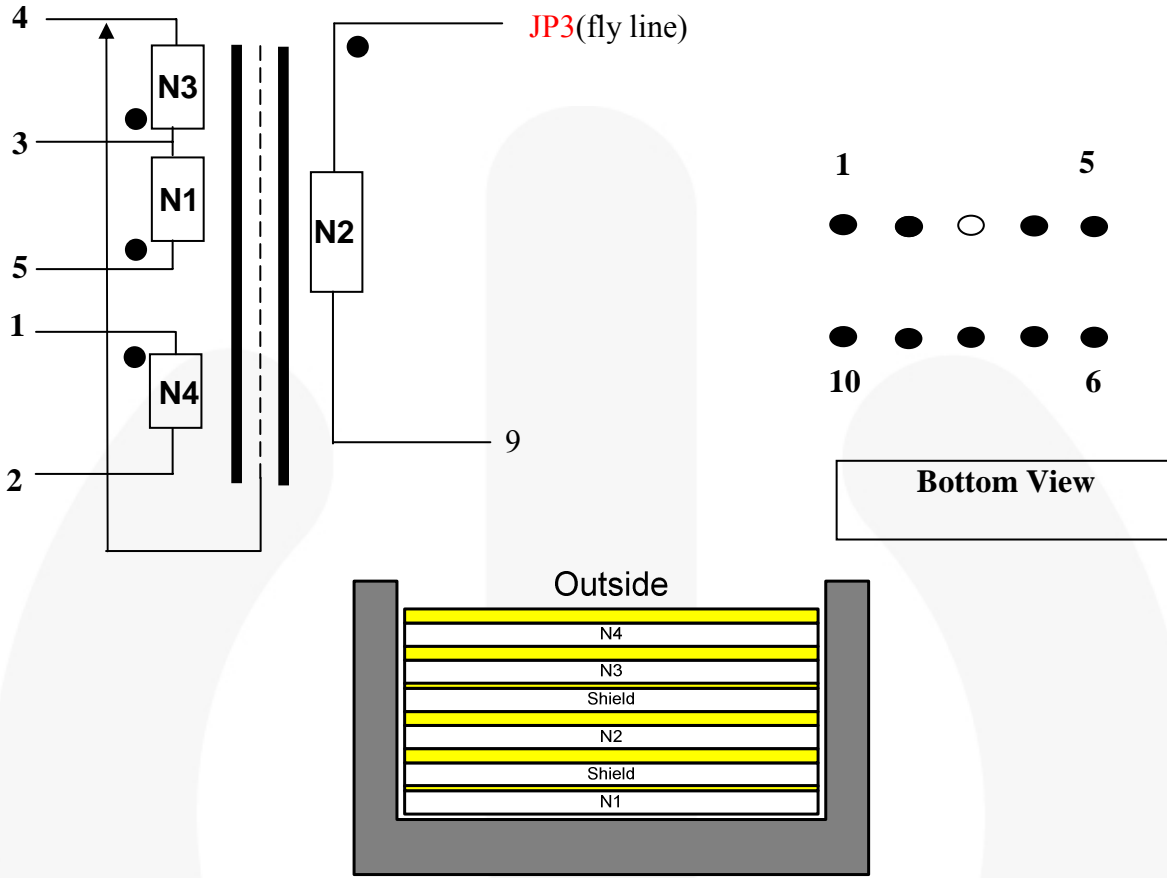 4
JP3(fly line)
N3
3
N1
5
N2
1
N4
2
9
1 5
10 6
Bottom View
Outside
N4
N3
Shield
N2
Shield
N1